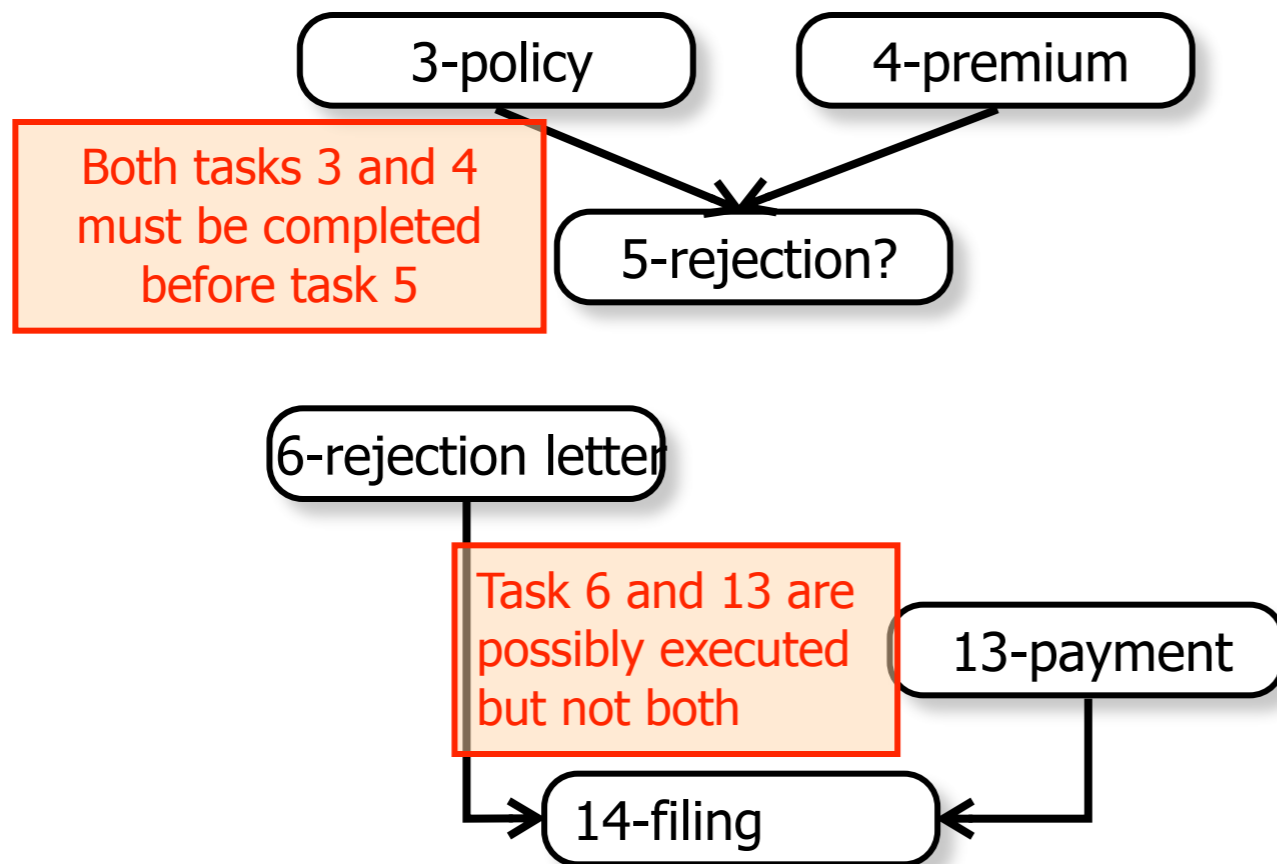 3-policy
4-premium
Both tasks 3 and 4
must be completed
before task 5
5-rejection?
6-rejection letter
Task 6 and 13 are
possibly executed
but not both
13-payment
14-filing